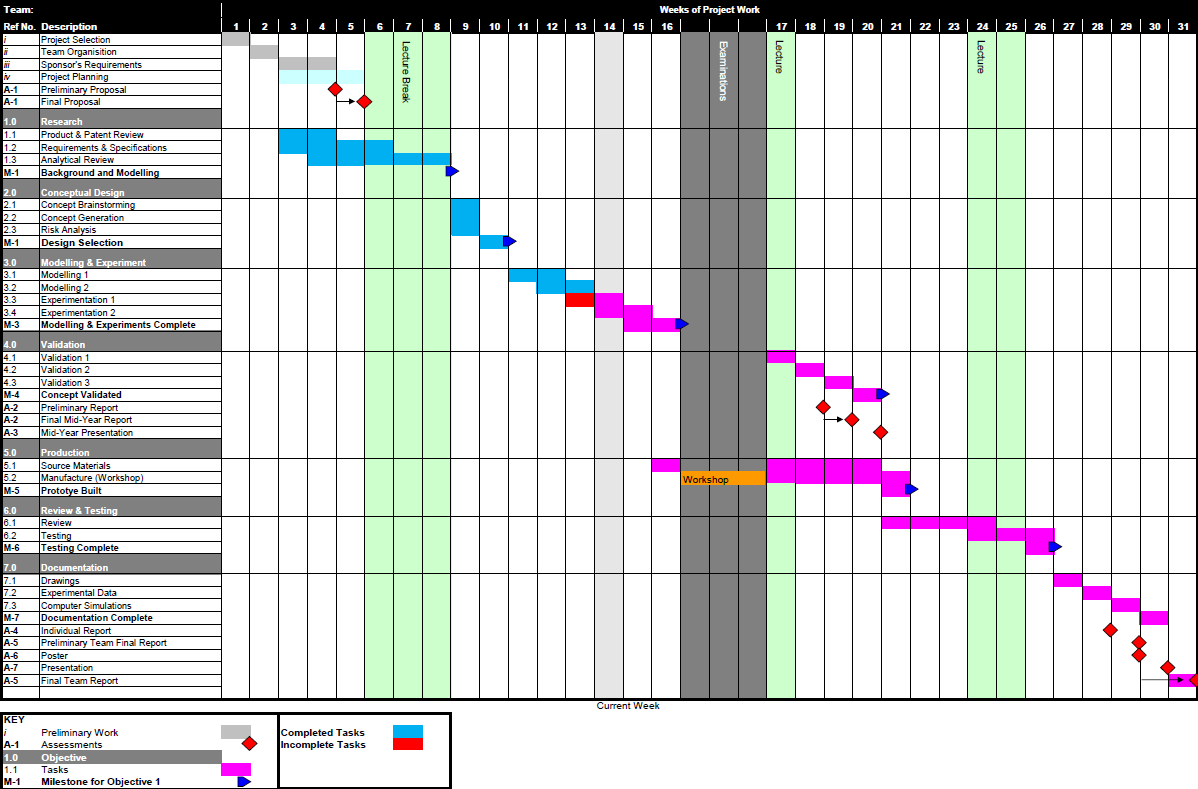 Team: Weeks of Project Work
Ref No. Description 1 2 3 4 5 6 7 8 9 10 11 12 13 14 15 16 17 18 19 20 21 22 23 24 25 26 27 28 29 30 31
i Project Selection
ii Team Organisition
iii Sponsor's Requirements
iv Project Planning
A-1 Preliminary Proposal
A-1 Final Proposal
Lecture Break
Examinations
Lecture
Lecture
1.0 Research
1.1 Product & Patent Review
1.2 Requirements & Specifications
1.3 Analytical Review
M-1 Background and Modelling
2.0 Conceptual Design
2.1 Concept Brainstorming
2.2 Concept Generation
2.3 Risk Analysis
M-1 Design Selection
3.0 Modelling & Experiment
3.1 Modelling 1
3.2 Modelling 2
3.3 Experimentation 1
3.4 Experimentation 2
M-3 Modelling & Experiments Complete
4.0 Validation
4.1 Validation 1
4.2 Validation 2
4.3 Validation 3
M-4 Concept Validated
A-2 Preliminary Report
A-2 Final Mid-Year Report
A-3 Mid-Year Presentation
5.0 Production
5.1 Source Materials
5.2 Manufacture (Workshop) Workshop
M-5 Prototye Built
6.0 Review & Testing
6.1 Review
6.2 Testing
M-6 Testing Complete
7.0 Documentation
7.1 Drawings
7.2 Experimental Data
7.3 Computer Simulations
M-7 Documentation Complete
A-4 Individual Report
A-5 Preliminary Team Final Report
A-6 Poster
A-7 Presentation
A-5 Final Team Report
Current Week
KEY
i Preliminary Work Completed Tasks
A-1 Assessments Incomplete Tasks
1.0 Objective
1.1 Tasks
M-1 Milestone for Objective 1